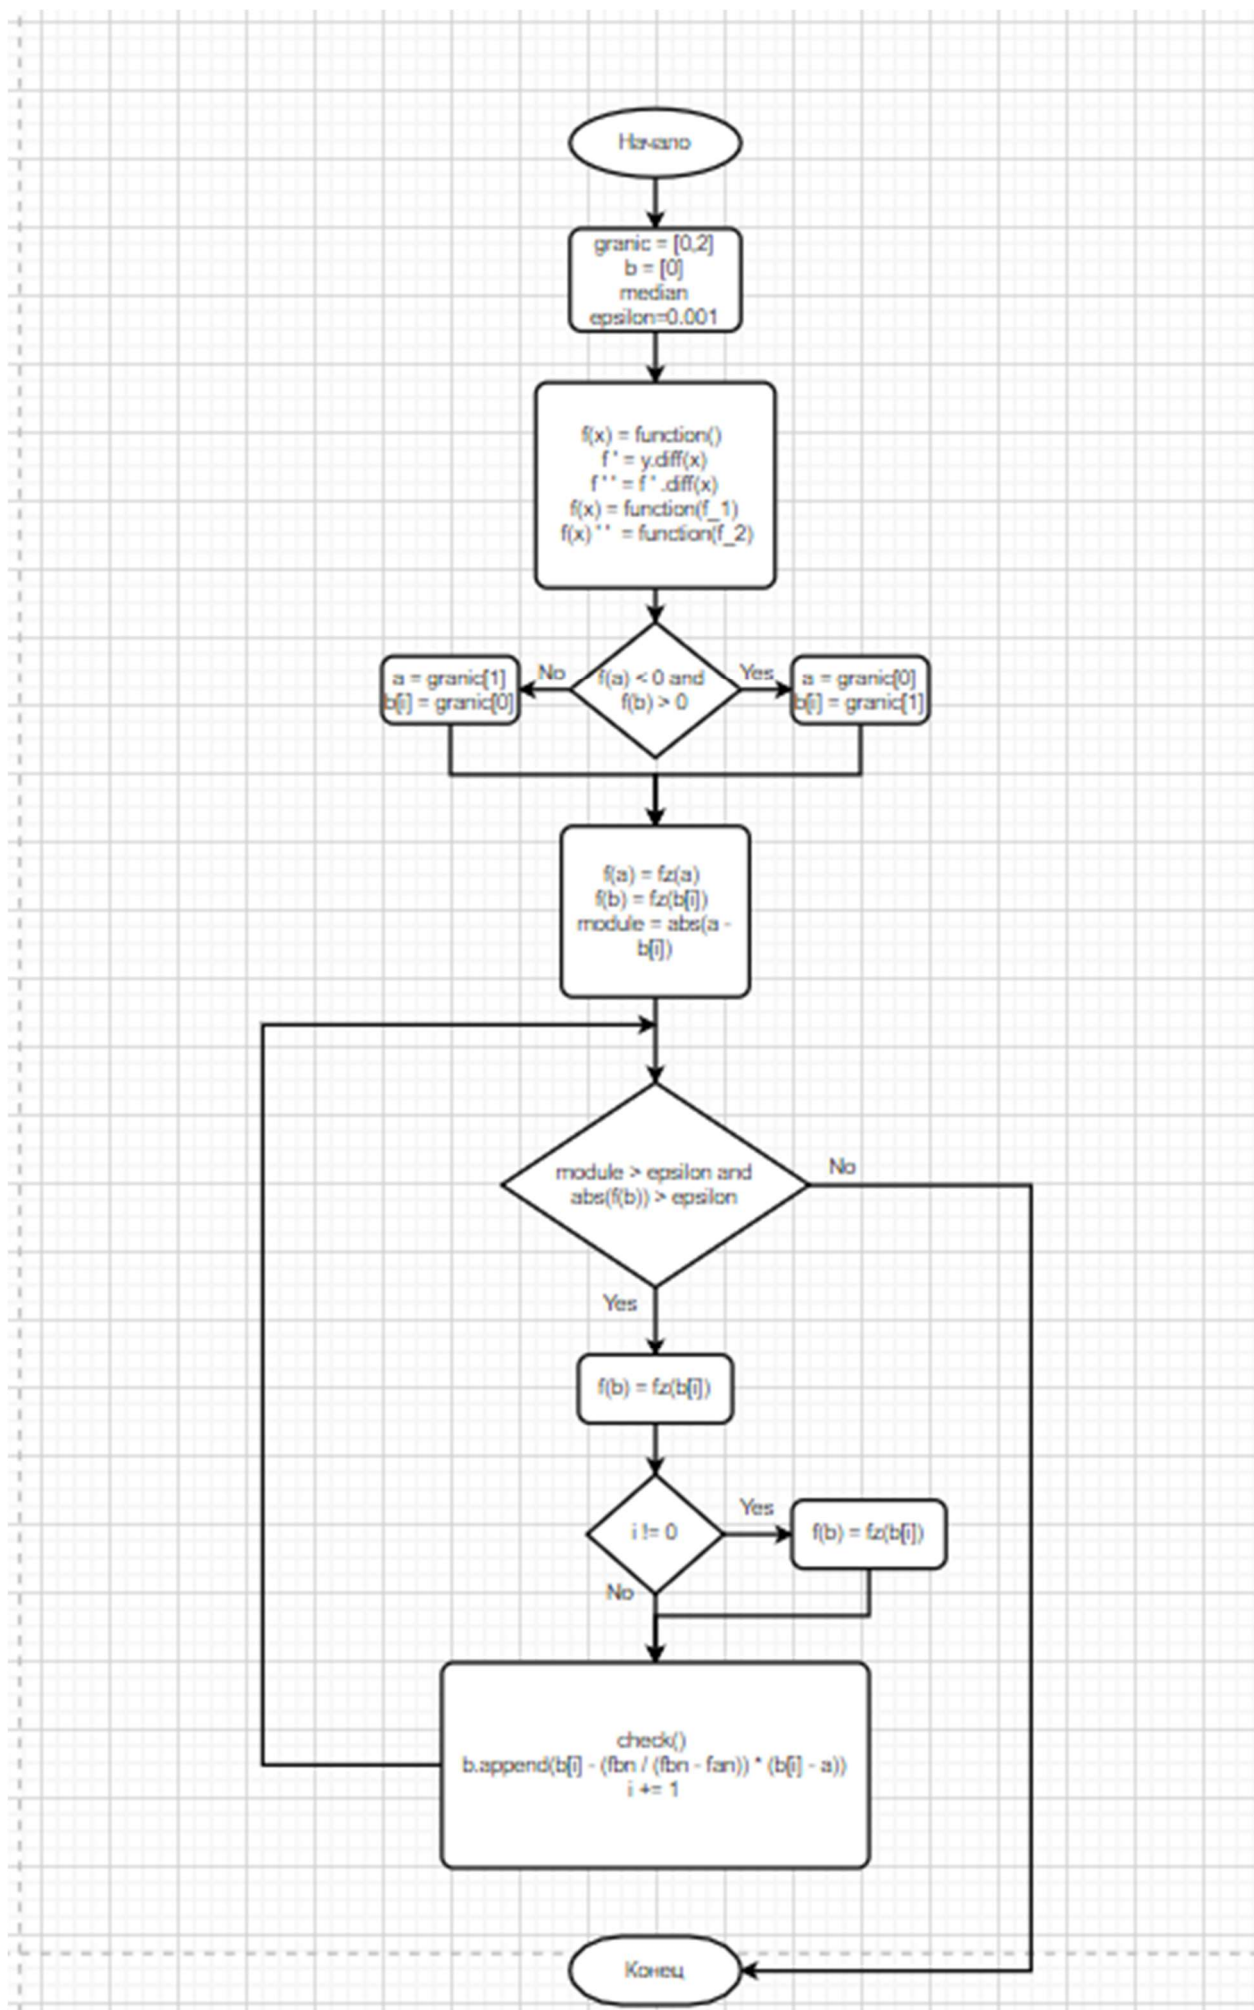 Начало
granic = [0,2]
b = [0]
median
epsilon=0.001
f(x) = function()
f ' = y.diff(x)
f ' ' = f ' .diff(x)
f(x) = function(f_1)
f(x) ' ' = function(f_2)
f(a) < 0 and
f(b) > 0
No
Yes
a = granic[1]
b[i] = granic[0]
a = granic[0]
b[i] = granic[1]
f(a) = fz(a)
f(b) = fz(b[i])
module = abs(a -
b[i])
module > epsilon and
abs(f(b)) > epsilon
No
Yes
f(b) = fz(b[i])
i != 0
Yes
f(b) = fz(b[i])
No
check()
b.append(b[i] - (fbn / (fbn - fan)) * (b[i] - a))
i += 1
Конец